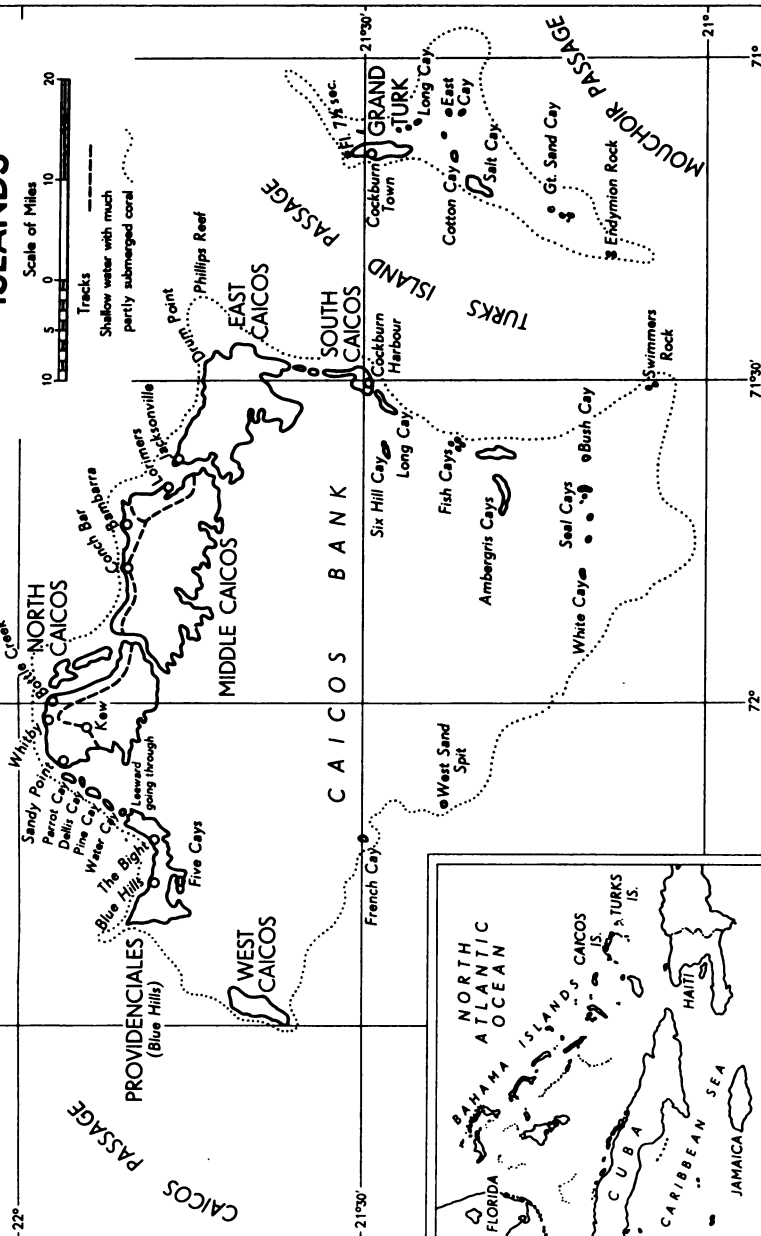 ISLANDS
Scale of Miles
10
5
0
10
20
Tracks
Shallow water with much
partly submerged coral
22°
21°30'
21°
21°30'
72°
71°30'
71°
CAICOS
PASSAGE
PROVIDENCIALES
(Blue Hills)
Blue Hills
The Bight
Five Cays
Leeward
going through
Water Cay
Pine Cay
Dellis Cay
Parrot Cay
Sandy Point
Whitby
Bottle Creek
Kew
NORTH
CAICOS
Conch Bar
Bambarra
Lorimers
Jacksonville
MIDDLE CAICOS
Drum Point
Phillips Reef
EAST
CAICOS
SOUTH
CAICOS
Cockburn
Harbour
WEST
CAICOS
CAICOS BANK
French Cay
West Sand
Spit
Six Hill Cay
Long Cay
Fish Cays
Ambergris Cays
Seal Cays
Bush Cay
White Cay
Swimmers
Rock
TURKS
ISLAND
PASSAGE
Fl. 7½ sec.
GRAND
TURK
Cockburn
Town
Long Cay
East
Cay
Cotton Cay
Salt Cay
Gt. Sand Cay
Endymion Rock
MOUCHOIR PASSAGE
NORTH
ATLANTIC
OCEAN
BAHAMA ISLANDS
CAICOS
IS.
TURKS
IS.
FLORIDA
CUBA
HAITI
CARIBBEAN SEA
JAMAICA